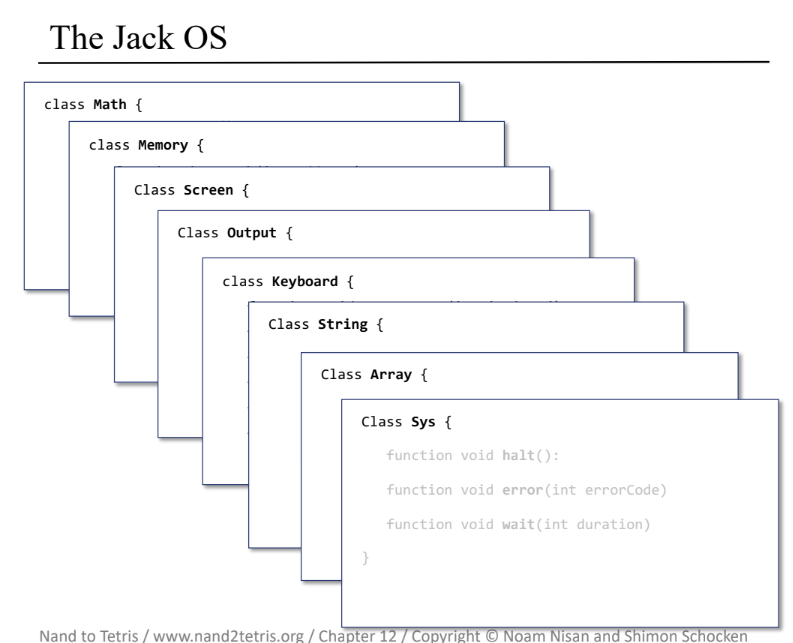 The Jack OS
class Math {
class Memory {
Class Screen {
Class Output {
class Keyboard {
Class String {
Class Array {
Class Sys {
function void halt():
function void error(int errorCode)
function void wait(int duration)
}
Nand to Tetris / www.nand2tetris.org / Chapter 12 / Copyright © Noam Nisan and Shimon Schocken